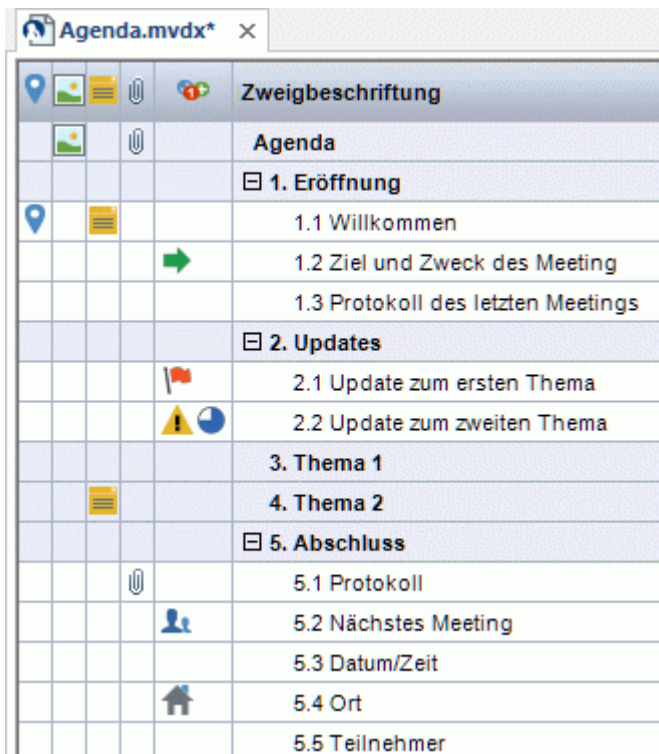 Agenda.mvdx*
Zweigbeschriftung
Agenda
1. Eröffnung
1.1 Willkommen
1.2 Ziel und Zweck des Meeting
1.3 Protokoll des letzten Meetings
2. Updates
2.1 Update zum ersten Thema
2.2 Update zum zweiten Thema
3. Thema 1
4. Thema 2
5. Abschluss
5.1 Protokoll
5.2 Nächstes Meeting
5.3 Datum/Zeit
5.4 Ort
5.5 Teilnehmer